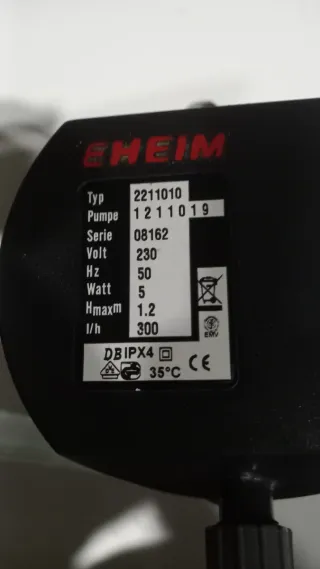 EHEIM
Typ 2211010
Pumpe 1211019
Serie 08162
Volt 230
Hz 50
Watt 5
Hmaxm 1.2
l/h 300
EMV
DB IPX4
35°C CE